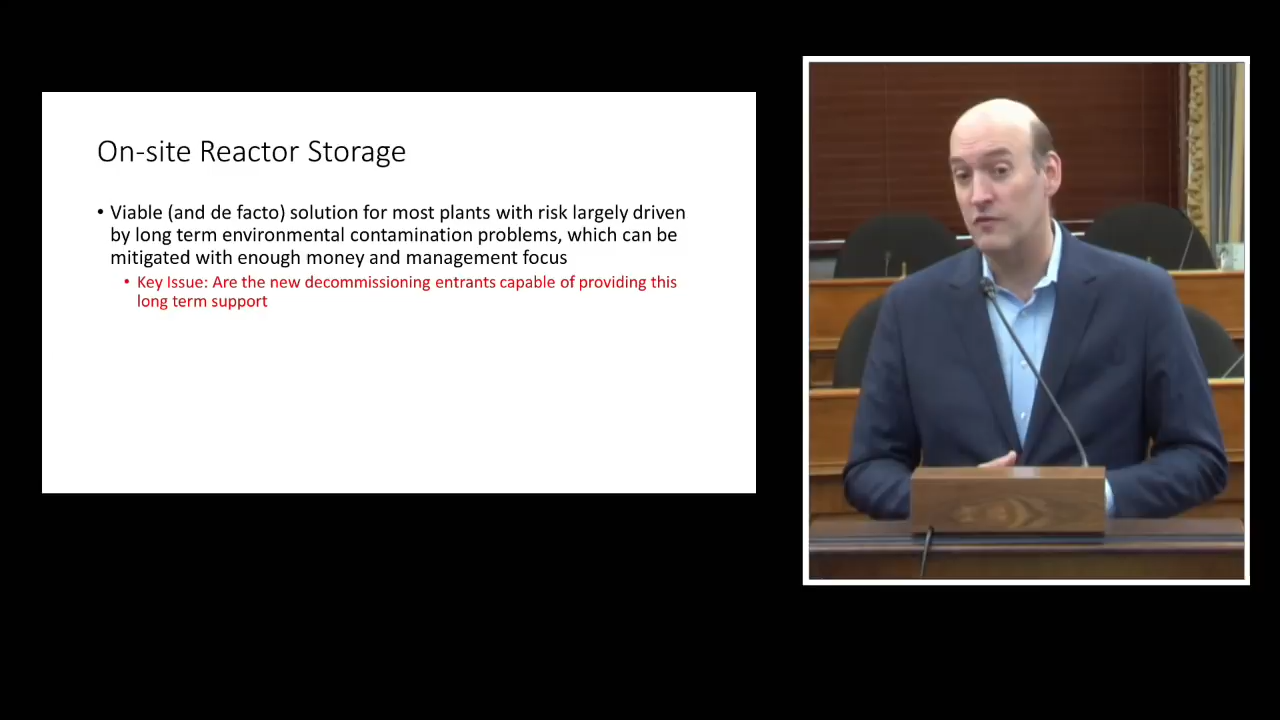 On-site Reactor Storage
• Viable (and de facto) solution for most plants with risk largely driven
by long term environmental contamination problems, which can be
mitigated with enough money and management focus
• Key Issue: Are the new decommissioning entrants capable of providing this
long term support